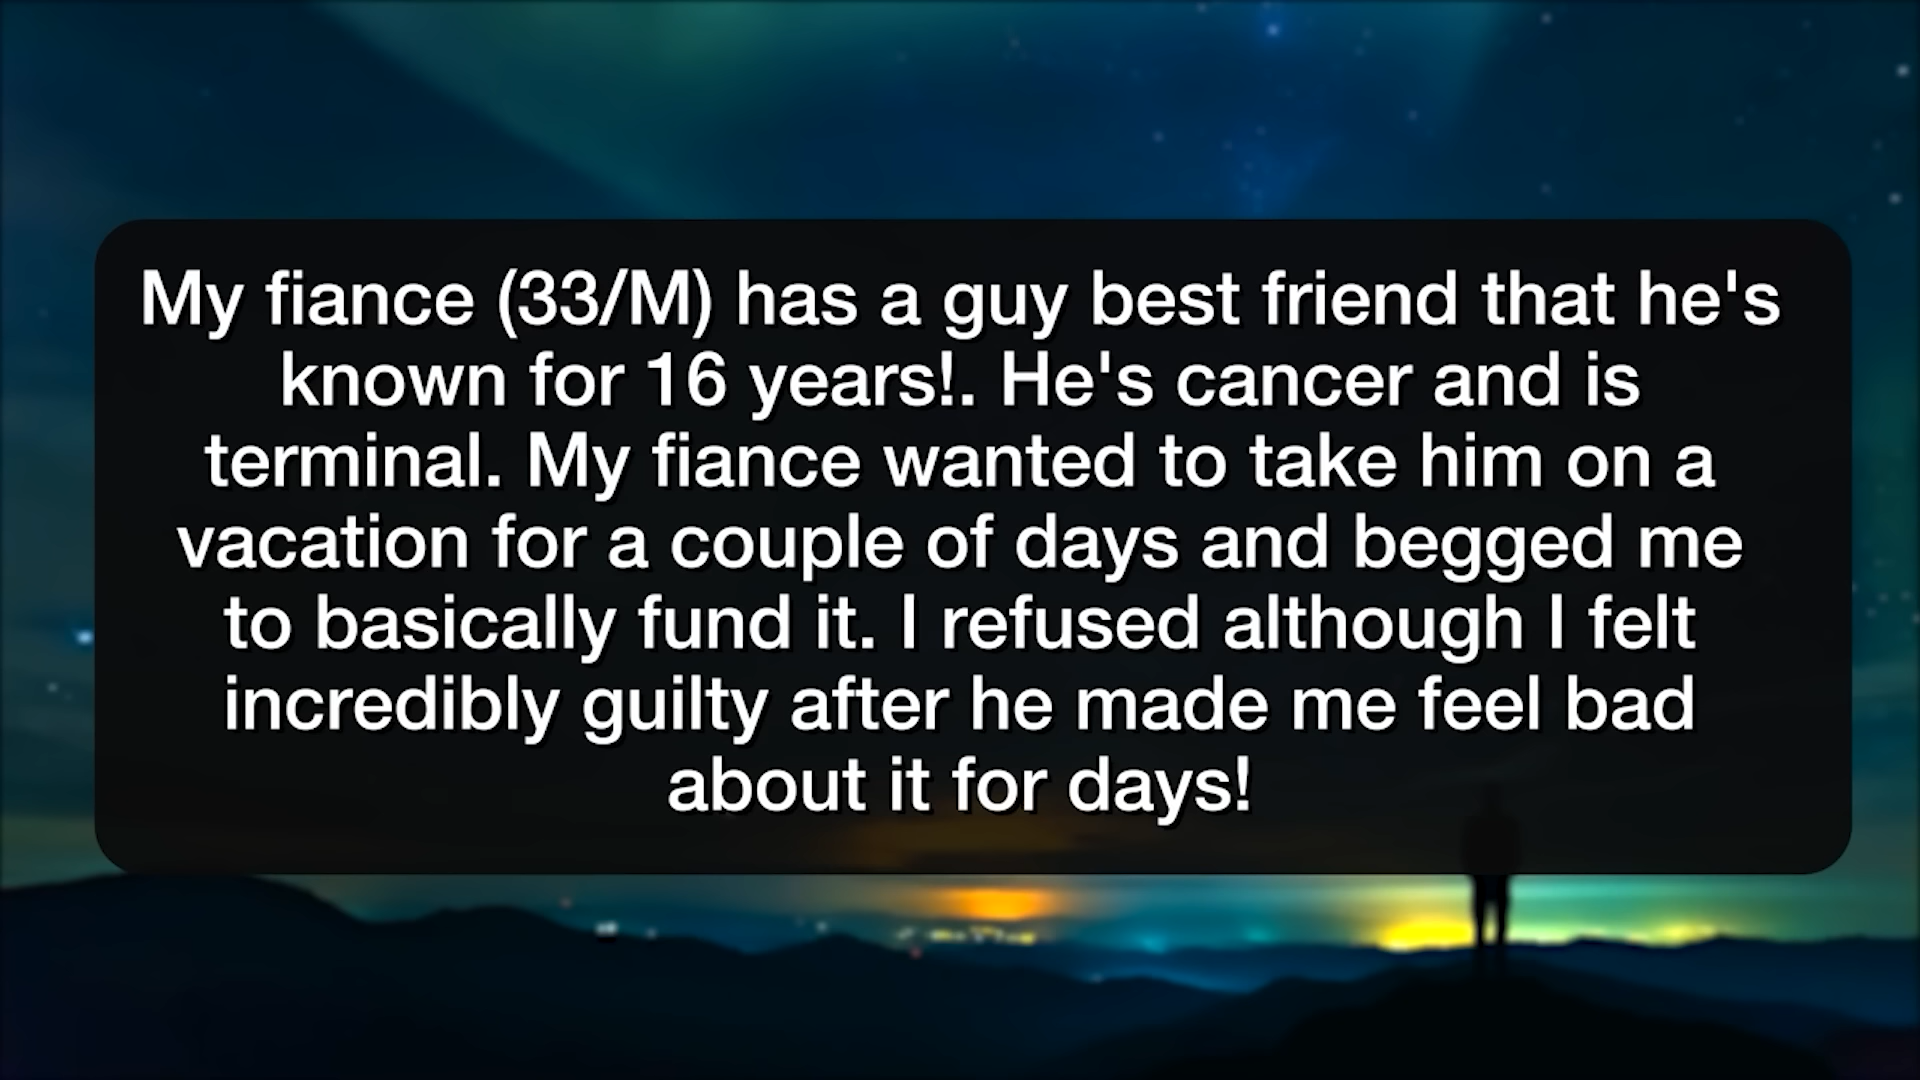 My fiance (33/M) has a guy best friend that he's
known for 16 years!. He's cancer and is
terminal. My fiance wanted to take him on a
vacation for a couple of days and begged me
to basically fund it. I refused although I felt
incredibly guilty after he made me feel bad
about it for days!